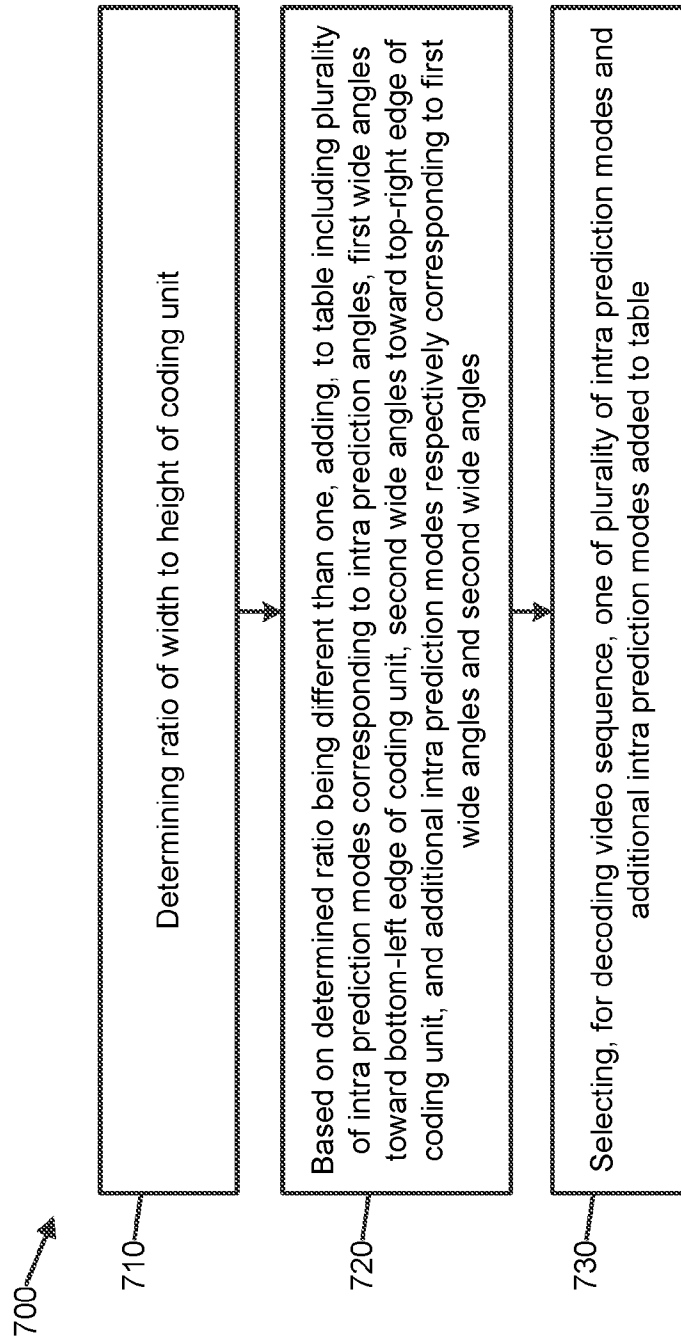 700
710
Determining ratio of width to height of coding unit
720
Based on determined ratio being different than one, adding, to table including plurality
of intra prediction modes corresponding to intra prediction angles, first wide angles
toward bottom-left edge of coding unit, second wide angles toward top-right edge of
coding unit, and additional intra prediction modes respectively corresponding to first
wide angles and second wide angles
730
Selecting, for decoding video sequence, one of plurality of intra prediction modes and
additional intra prediction modes added to table